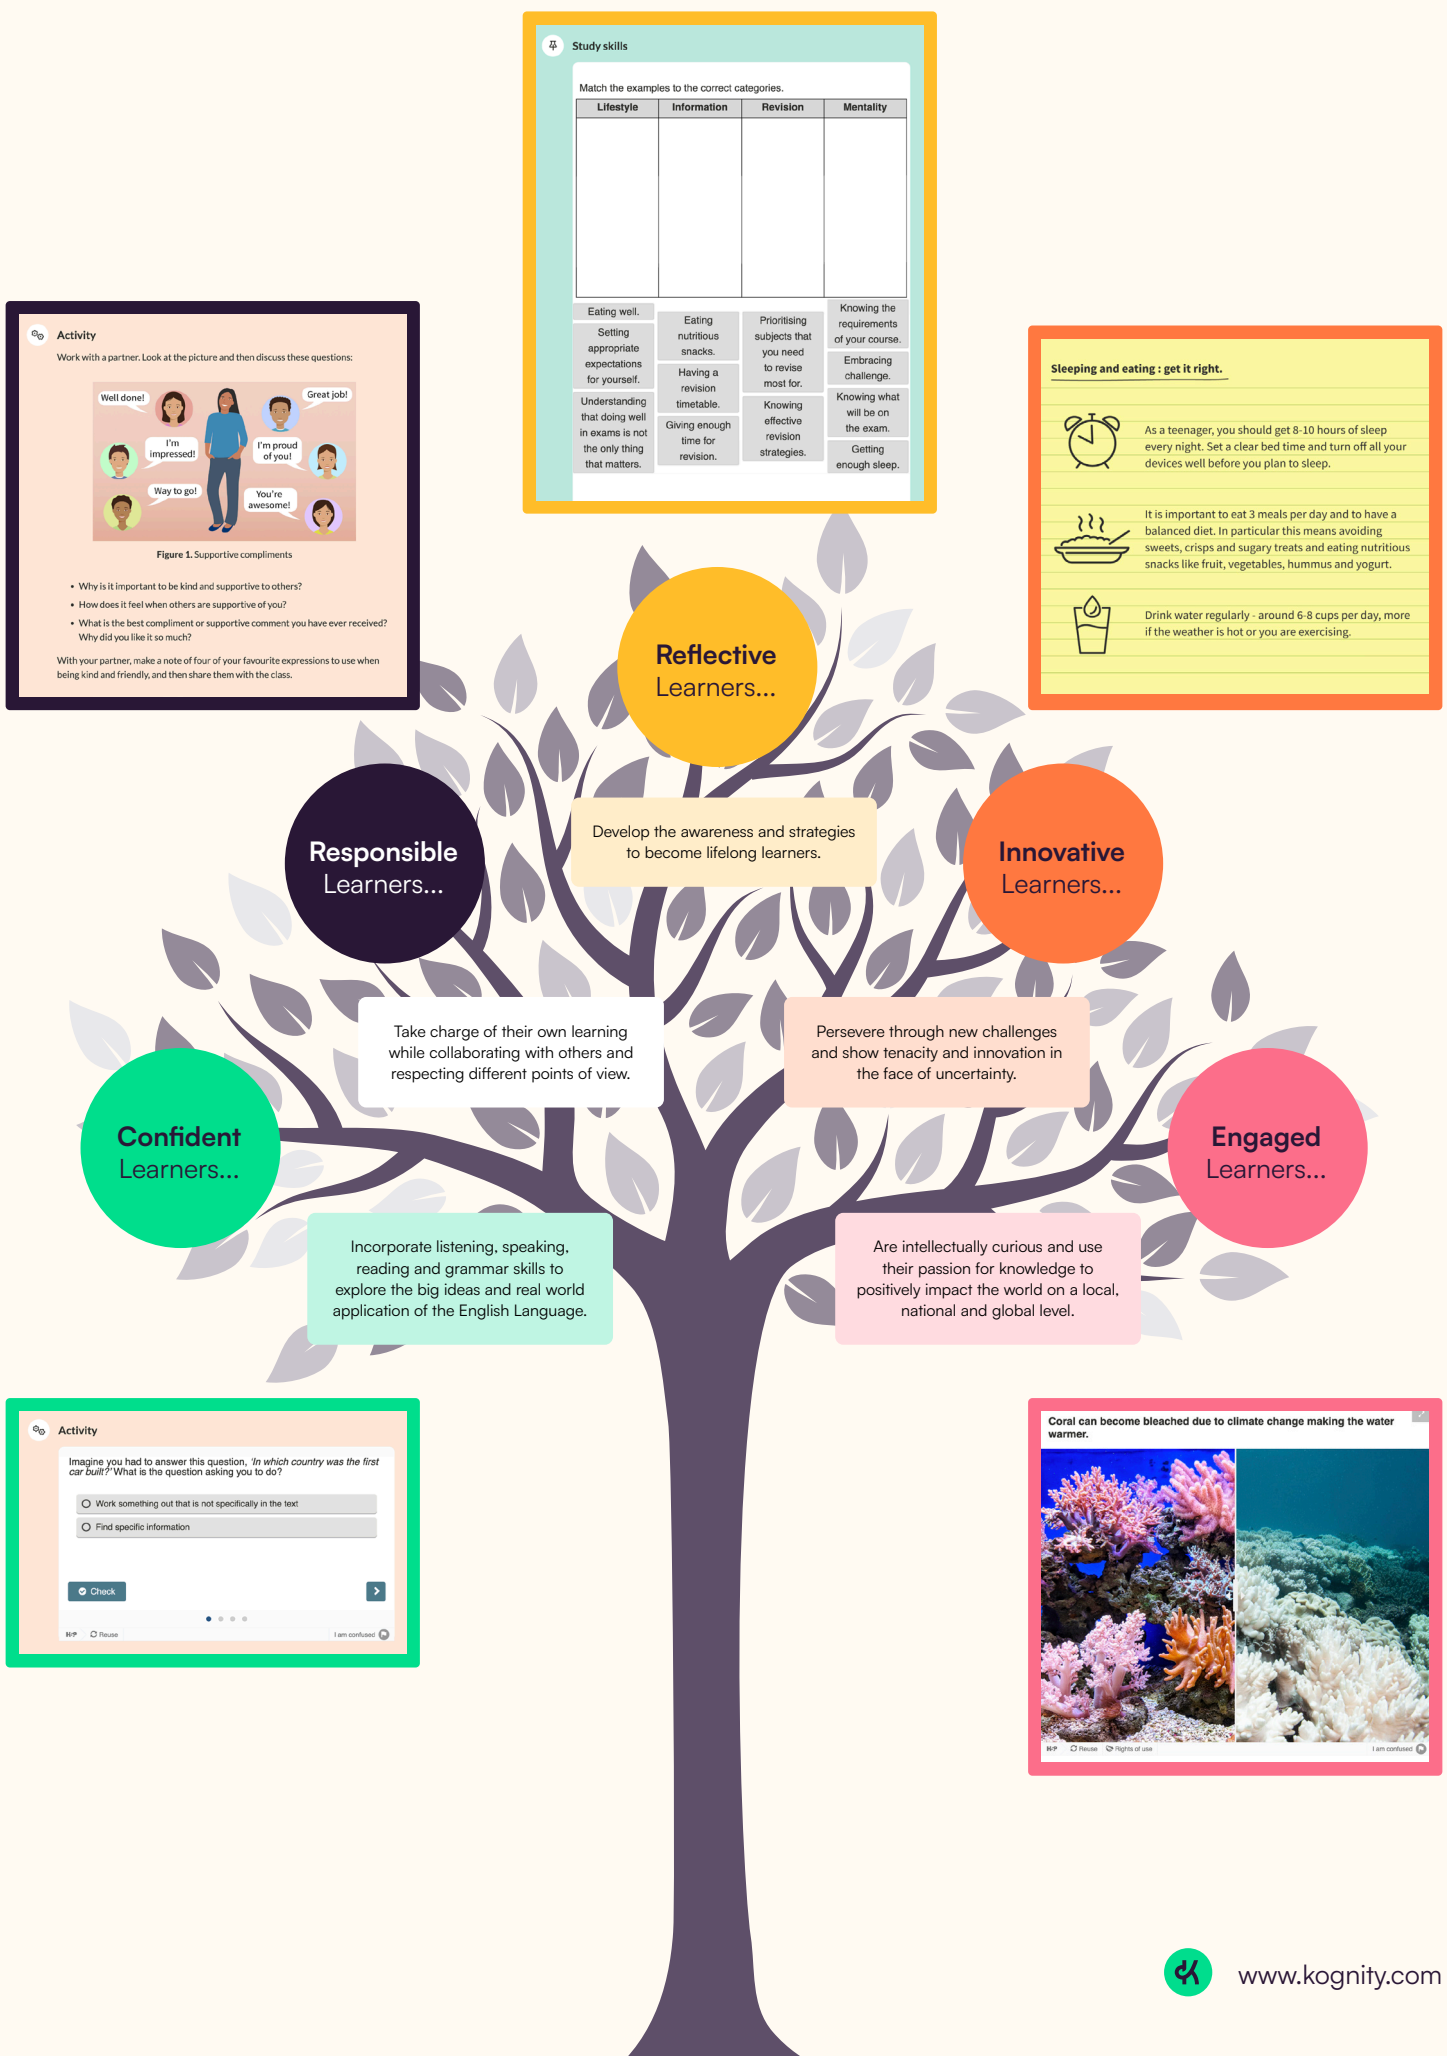 Study skills
Match the examples to the correct categories.
Lifestyle
Information
Revision
Mentality
Eating well.
Setting
appropriate
expectations
for yourself.
Understanding
that doing well
in exams is not
the only thing
that matters.
Eating
nutritious
snacks.
Having a
revision
timetable.
Giving enough
time for
revision.
Prioritising
subjects that
you need
to revise
most for.
Knowing
effective
revision
strategies.
Knowing the
requirements
of your course.
Embracing
challenge.
Knowing what
will be on
the exam.
Getting
enough sleep.
Activity
Work with a partner. Look at the picture and then discuss these questions:
Well done!
Great job!
I'm
impressed!
I'm proud
of you!
Way to go!
You're
awesome!
Figure 1. Supportive compliments
• Why is it important to be kind and supportive to others?
• How does it feel when others are supportive of you?
• What is the best compliment or supportive comment you have ever received?
Why did you like it so much?
With your partner, make a note of four of your favourite expressions to use when
being kind and friendly, and then share them with the class.
Sleeping and eating : get it right.
As a teenager, you should get 8-10 hours of sleep
every night. Set a clear bed time and turn off all your
devices well before you plan to sleep.
It is important to eat 3 meals per day and to have a
balanced diet. In particular this means avoiding
sweets, crisps and sugary treats and eating nutritious
snacks like fruit, vegetables, hummus and yogurt.
Drink water regularly - around 6-8 cups per day, more
if the weather is hot or you are exercising.
Reflective
Learners...
Develop the awareness and strategies
to become lifelong learners.
Responsible
Learners...
Take charge of their own learning
while collaborating with others and
respecting different points of view.
Innovative
Learners...
Persevere through new challenges
and show tenacity and innovation in
the face of uncertainty.
Confident
Learners...
Incorporate listening, speaking,
reading and grammar skills to
explore the big ideas and real world
application of the English Language.
Engaged
Learners...
Are intellectually curious and use
their passion for knowledge to
positively impact the world on a local,
national and global level.
Activity
Imagine you had to answer this question, 'In which country was the first
car built?' What is the question asking you to do?
Work something out that is not specifically in the text
Find specific information
Check
H5P
Reuse
I am confused
Coral can become bleached due to climate change making the water
warmer.
H5P
Reuse
Rights of use
I am confused
www.kognity.com